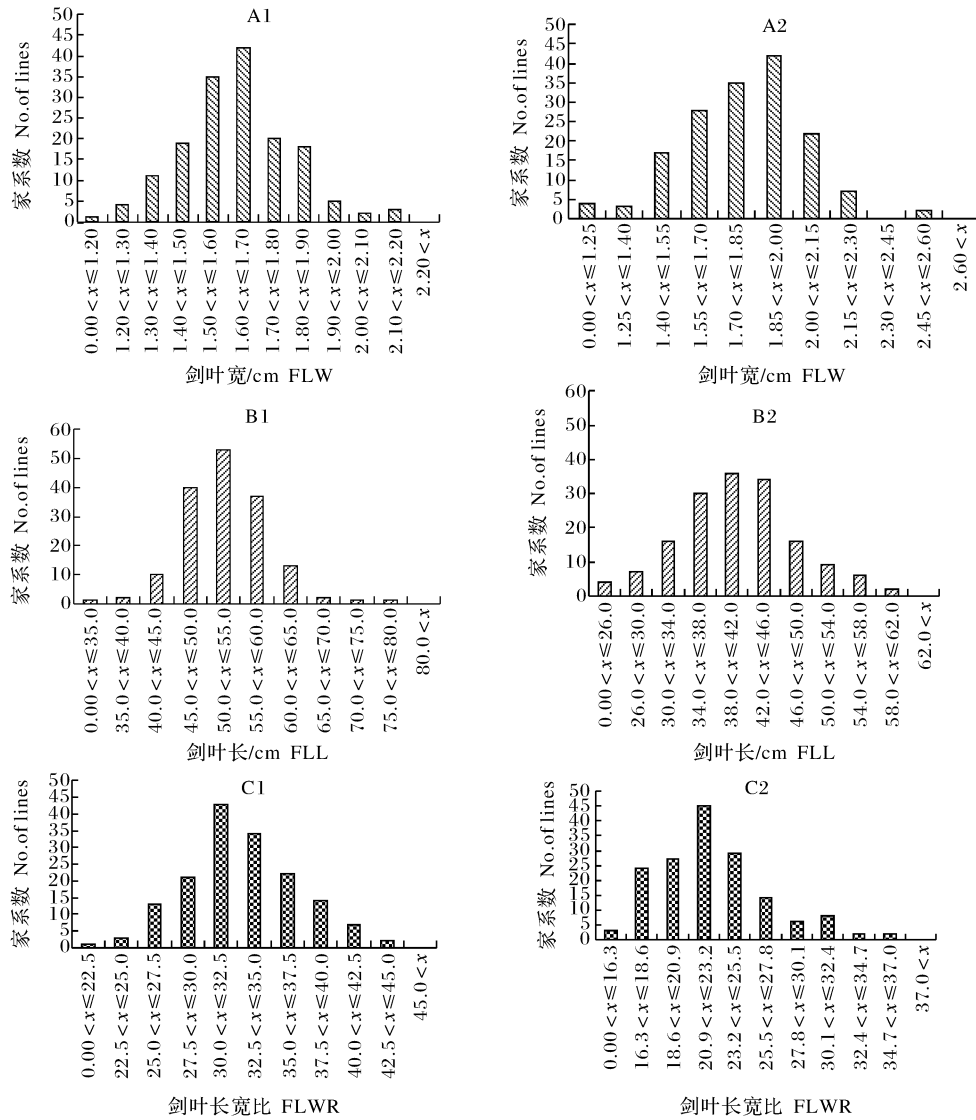 A1
家系数 No.of lines
50
45
40
35
30
25
20
15
10
5
0
0.00<x≤1.20
1.20<x≤1.30
1.30<x≤1.40
1.40<x≤1.50
1.50<x≤1.60
1.60<x≤1.70
1.70<x≤1.80
1.80<x≤1.90
1.90<x≤2.00
2.00<x≤2.10
2.10<x≤2.20
2.20<x
剑叶宽/cm FLW
A2
家系数 No.of lines
50
45
40
35
30
25
20
15
10
5
0
0.00<x≤1.25
1.25<x≤1.40
1.40<x≤1.55
1.55<x≤1.70
1.70<x≤1.85
1.85<x≤2.00
2.00<x≤2.15
2.15<x≤2.30
2.30<x≤2.45
2.45<x≤2.60
2.60<x
剑叶宽/cm FLW
B1
家系数 No.of lines
60
50
40
30
20
10
0
0.00<x≤35.0
35.0<x≤40.0
40.0<x≤45.0
45.0<x≤50.0
50.0<x≤55.0
55.0<x≤60.0
60.0<x≤65.0
65.0<x≤70.0
70.0<x≤75.0
75.0<x≤80.0
80.0<x
剑叶长/cm FLL
B2
家系数 No.of lines
60
50
40
30
20
10
0
0.00<x≤26.0
26.0<x≤30.0
30.0<x≤34.0
34.0<x≤38.0
38.0<x≤42.0
42.0<x≤46.0
46.0<x≤50.0
50.0<x≤54.0
54.0<x≤58.0
58.0<x≤62.0
62.0<x
剑叶长/cm FLL
C1
家系数 No.of lines
50
45
40
35
30
25
20
15
10
5
0
0.00<x≤22.5
22.5<x≤25.0
25.0<x≤27.5
27.5<x≤30.0
30.0<x≤32.5
32.5<x≤35.0
35.0<x≤37.5
37.5<x≤40.0
40.0<x≤42.5
42.5<x≤45.0
45.0<x
剑叶长宽比 FLWR
C2
家系数 No.of lines
50
45
40
35
30
25
20
15
10
5
0
0.00<x≤16.3
16.3<x≤18.6
18.6<x≤20.9
20.9<x≤23.2
23.2<x≤25.5
25.5<x≤27.8
27.8<x≤30.1
30.1<x≤32.4
32.4<x≤34.7
34.7<x≤37.0
37.0<x
剑叶长宽比 FLWR